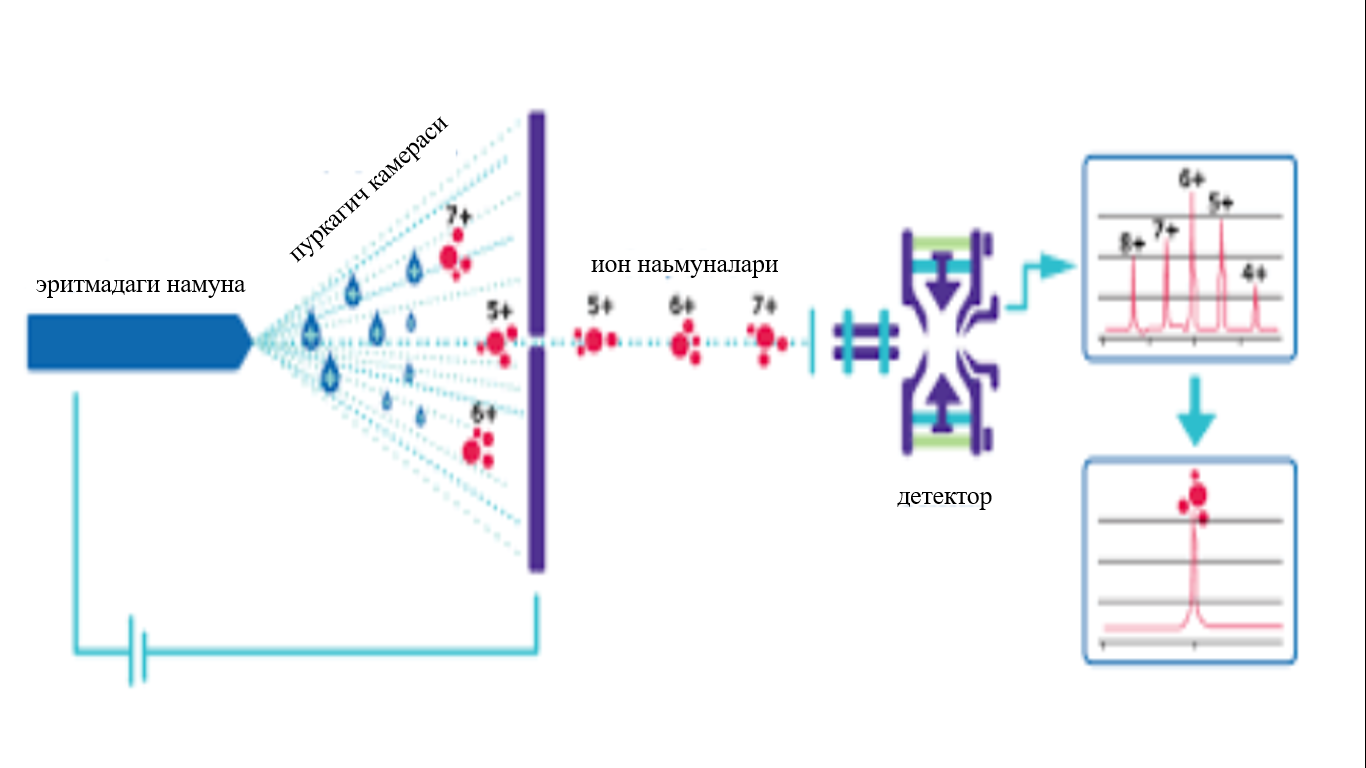 эритмадаги намуна
пуркагич камераси
7+
5+
6+
ион наьмуналари
5+
6+
7+
детектор
8+
7+
6+
5+
4+